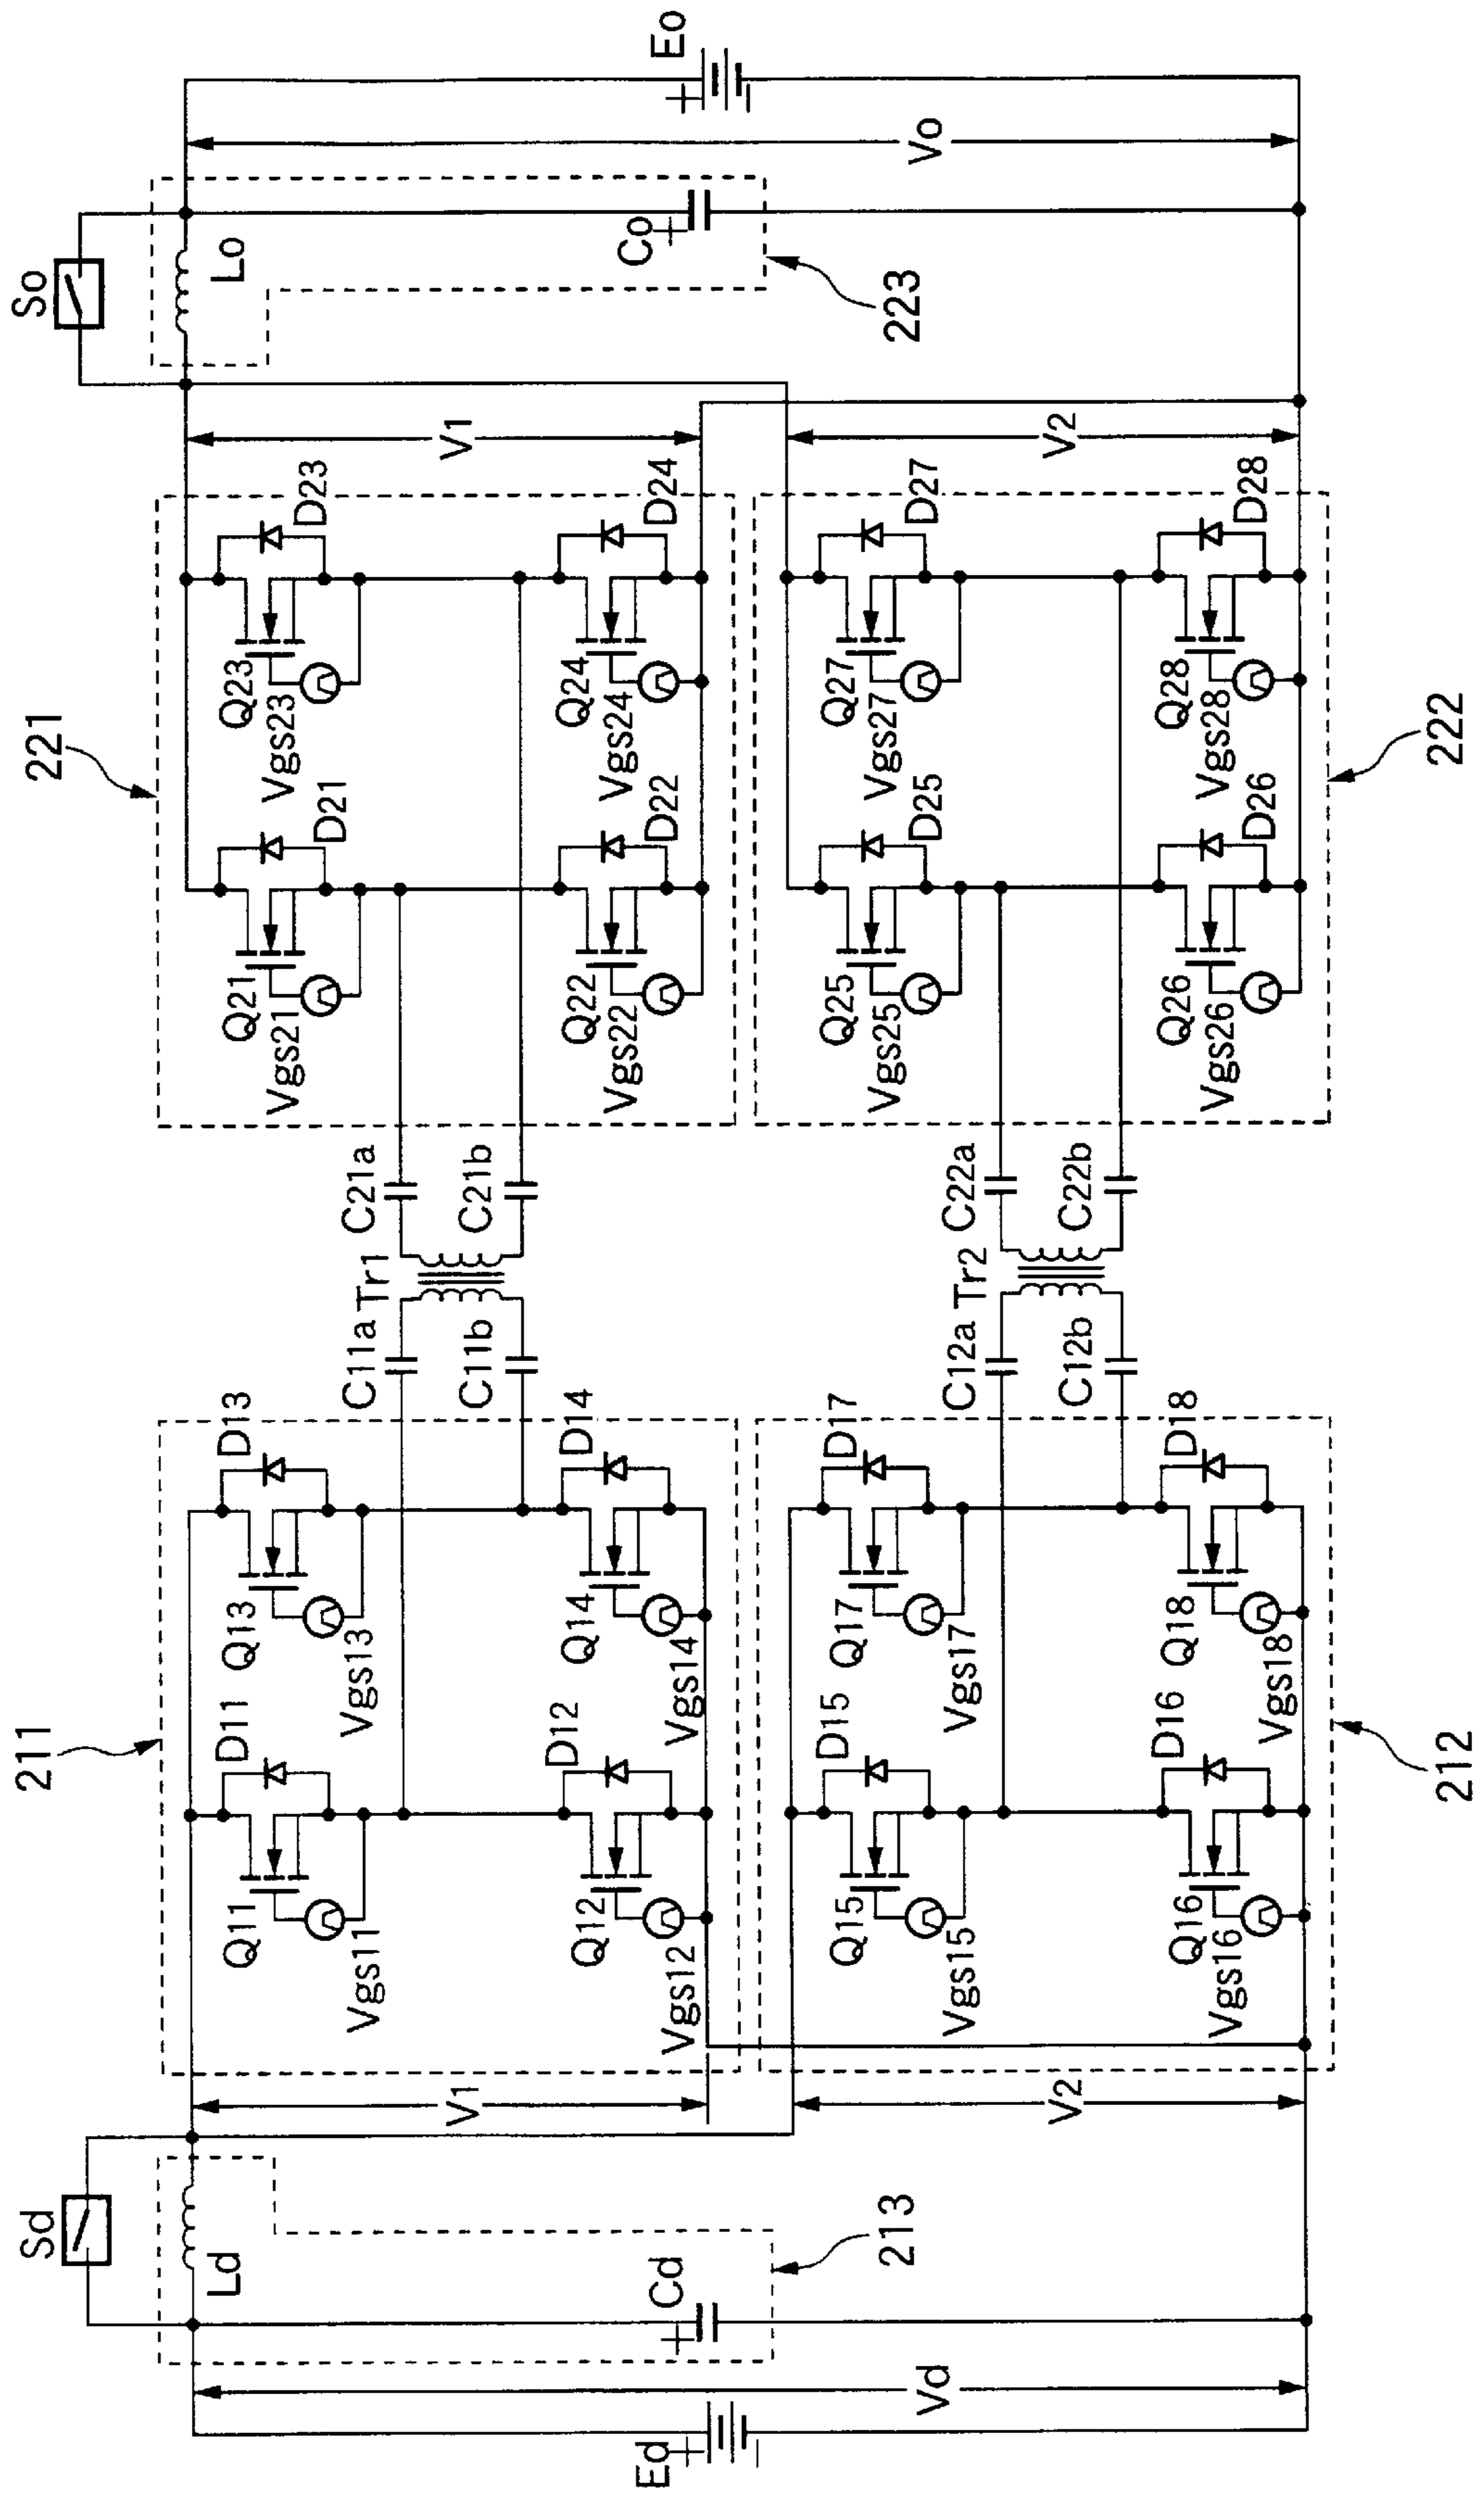 211
221
Sd
So
Ld
Lo
Q11
D11
Vgs11
Q13
D13
Vgs13
C11a
Tr1
C21a
Q21
D21
Vgs21
Q23
D23
Vgs23
V1
V1
C11b
C21b
Q12
D12
Vgs12
Q14
D14
Vgs14
Q22
D22
Vgs22
Q24
D24
Vgs24
Ed
+
Vd
Cd
+
213
Co
+
223
Vo
Eo
+
Q15
D15
Vgs15
Q17
D17
Vgs17
C12a
Tr2
C22a
Q25
D25
Vgs25
Q27
D27
Vgs27
V2
V2
C12b
C22b
Q16
D16
Vgs16
Q18
D18
Vgs18
Q26
D26
Vgs26
Q28
D28
Vgs28
212
222